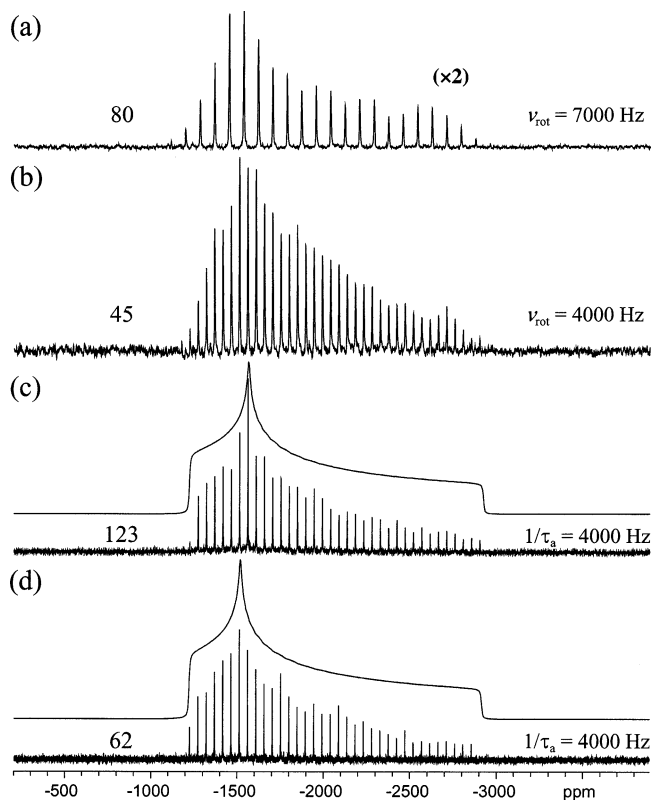 (a)
(×2)
80
νrot = 7000 Hz
(b)
45
νrot = 4000 Hz
(c)
123
1/τa = 4000 Hz
(d)
62
1/τa = 4000 Hz
-500 -1000 -1500 -2000 -2500 -3000 ppm